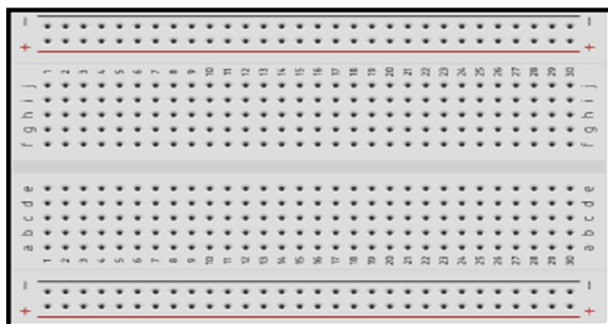 − −
+ +
1 2 3 4 5 6 7 8 9 10 11 12 13 14 15 16 17 18 19 20 21 22 23 24 25 26 27 28 29 30
j j
i i
h h
g g
f f
e e
d d
c c
b b
a a
1 2 3 4 5 6 7 8 9 10 11 12 13 14 15 16 17 18 19 20 21 22 23 24 25 26 27 28 29 30
− −
+ +